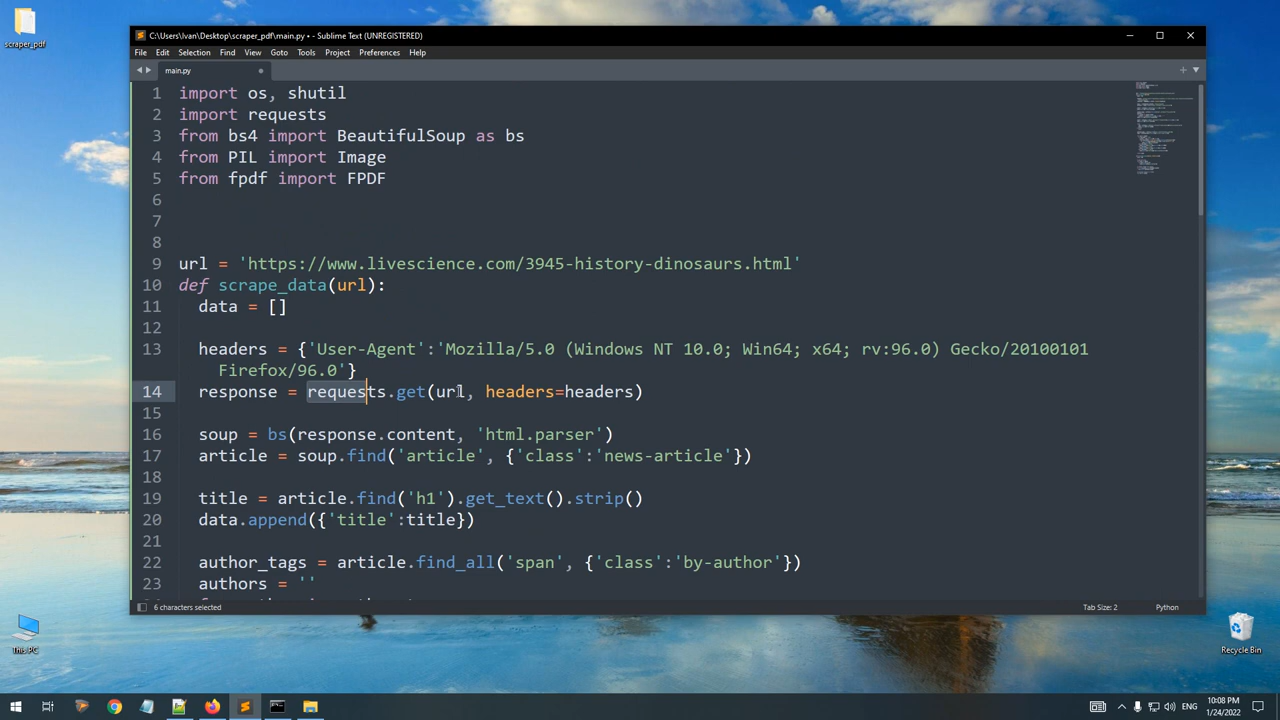 scraper_pdf
C:\Users\Ivan\Desktop\scraper_pdf\main.py • - Sublime Text (UNREGISTERED)
File Edit Selection Find View Goto Tools Project Preferences Help
main.py
1 import os, shutil
2 import requests
3 from bs4 import BeautifulSoup as bs
4 from PIL import Image
5 from fpdf import FPDF
6
7
8
9 url = 'https://www.livescience.com/3945-history-dinosaurs.html'
10 def scrape_data(url):
11 data = []
12
13 headers = {'User-Agent':'Mozilla/5.0 (Windows NT 10.0; Win64; x64; rv:96.0) Gecko/20100101
Firefox/96.0'}
14 response = requests.get(url, headers=headers)
15
16 soup = bs(response.content, 'html.parser')
17 article = soup.find('article', {'class':'news-article'})
18
19 title = article.find('h1').get_text().strip()
20 data.append({'title':title})
21
22 author_tags = article.find_all('span', {'class':'by-author'})
23 authors = ''
6 characters selected
Tab Size: 2
Python
This PC
Recycle Bin
ENG
10:08 PM
1/24/2022